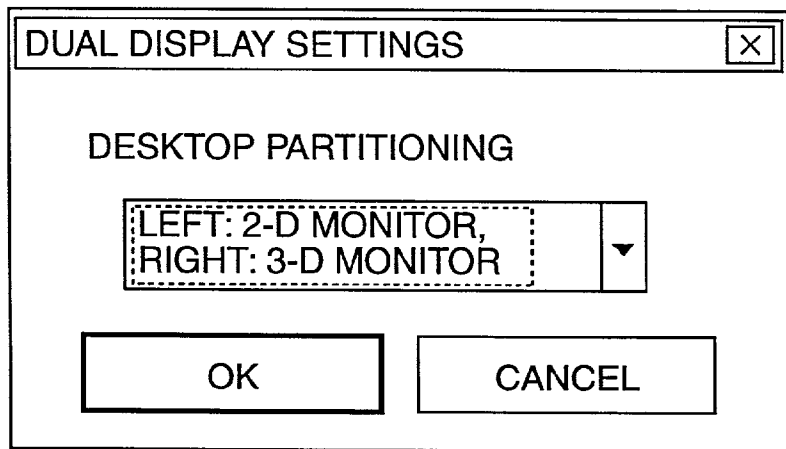 DUAL DISPLAY SETTINGS
DESKTOP PARTITIONING
LEFT: 2-D MONITOR,
RIGHT: 3-D MONITOR
OK CANCEL